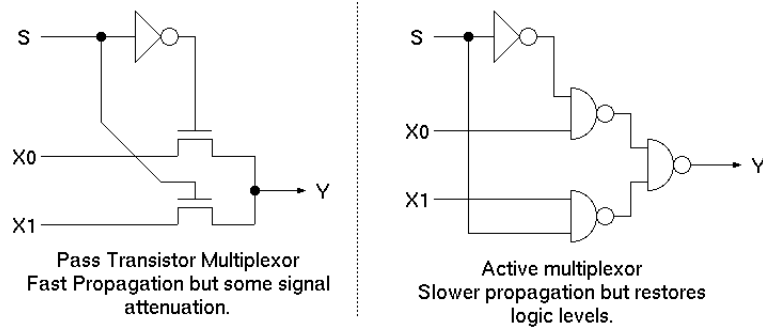 S
X0
X1
Y
Pass Transistor Multiplexor
Fast Propagation but some signal
attenuation.
S
X0
X1
Y
Active multiplexor
Slower propagation but restores
logic levels.